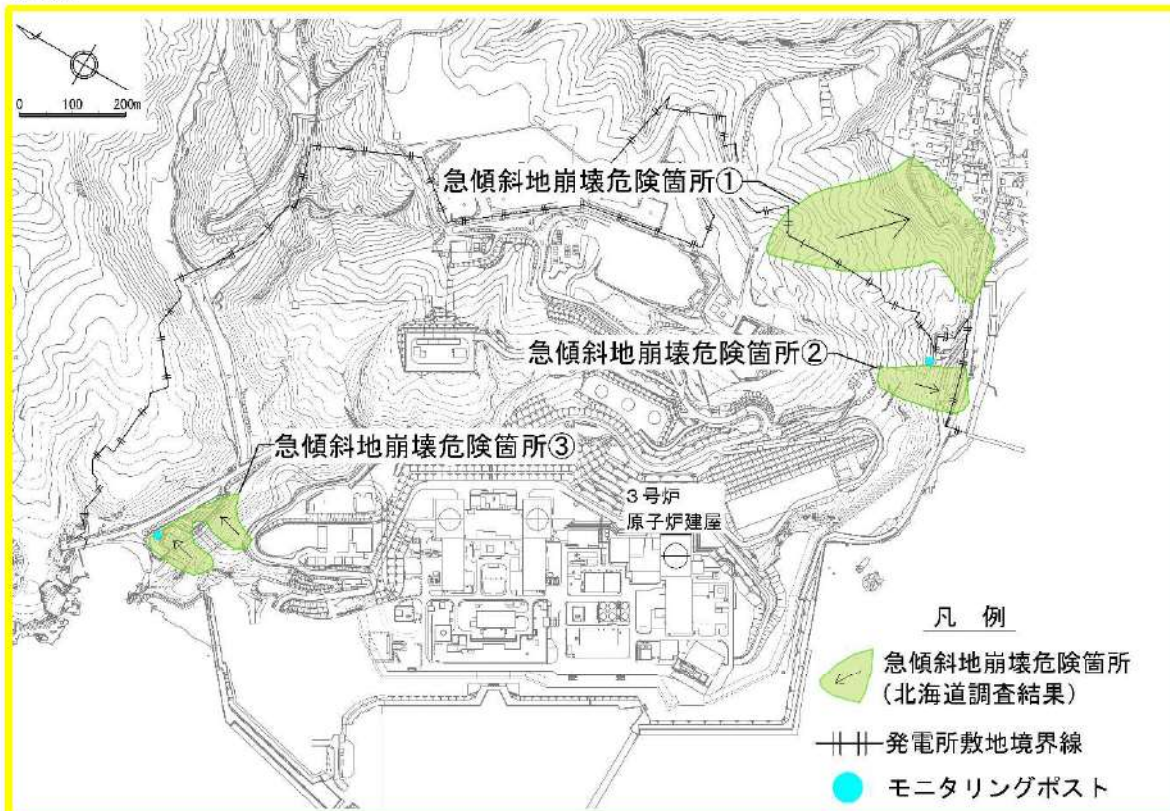 0 100 200m
急傾斜地崩壊危険箇所①
急傾斜地崩壊危険箇所②
急傾斜地崩壊危険箇所③
3号炉
原子炉建屋
凡 例
急傾斜地崩壊危険箇所
(北海道調査結果)
発電所敷地境界線
モニタリングポスト